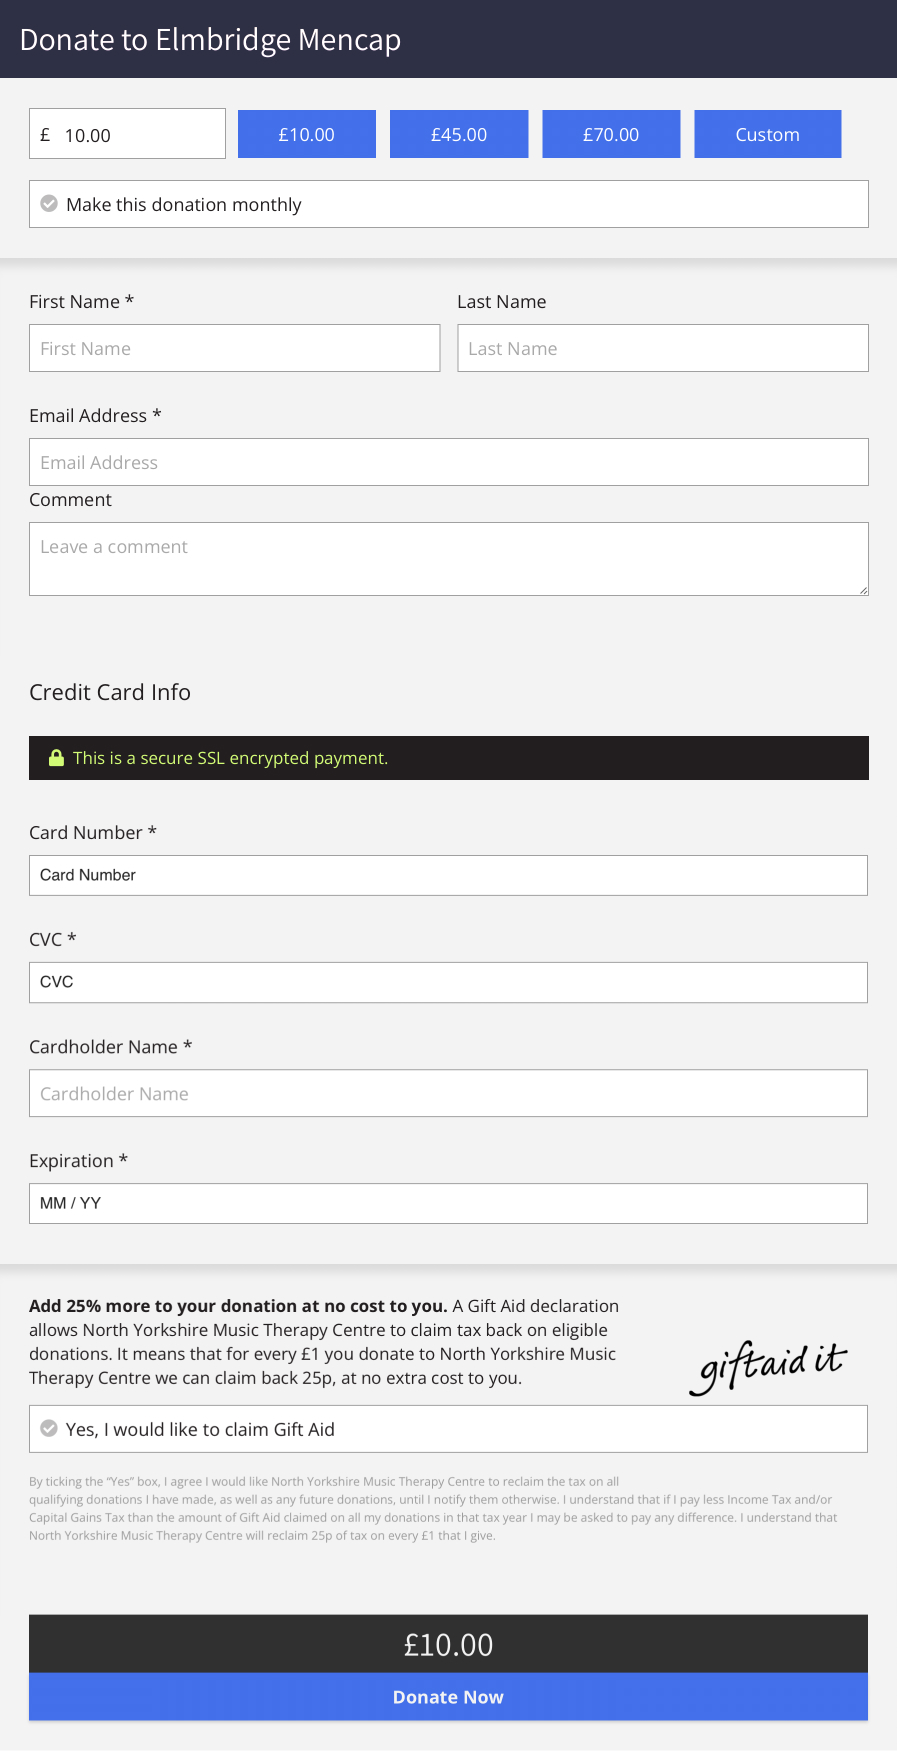 Donate to Elmbridge Mencap
£ 10.00
£10.00
£45.00
£70.00
Custom
Make this donation monthly
First Name *
Last Name
First Name
Last Name
Email Address *
Email Address
Comment
Leave a comment
Credit Card Info
This is a secure SSL encrypted payment.
Card Number *
Card Number
CVC *
CVC
Cardholder Name *
Cardholder Name
Expiration *
MM / YY
Add 25% more to your donation at no cost to you. A Gift Aid declaration
allows North Yorkshire Music Therapy Centre to claim tax back on eligible
donations. It means that for every £1 you donate to North Yorkshire Music
Therapy Centre we can claim back 25p, at no extra cost to you.
giftaid it
Yes, I would like to claim Gift Aid
By ticking the “Yes” box, I agree I would like North Yorkshire Music Therapy Centre to reclaim the tax on all
qualifying donations I have made, as well as any future donations, until I notify them otherwise. I understand that if I pay less Income Tax and/or
Capital Gains Tax than the amount of Gift Aid claimed on all my donations in that tax year I may be asked to pay any difference. I understand that
North Yorkshire Music Therapy Centre will reclaim 25p of tax on every £1 that I give.
£10.00
Donate Now